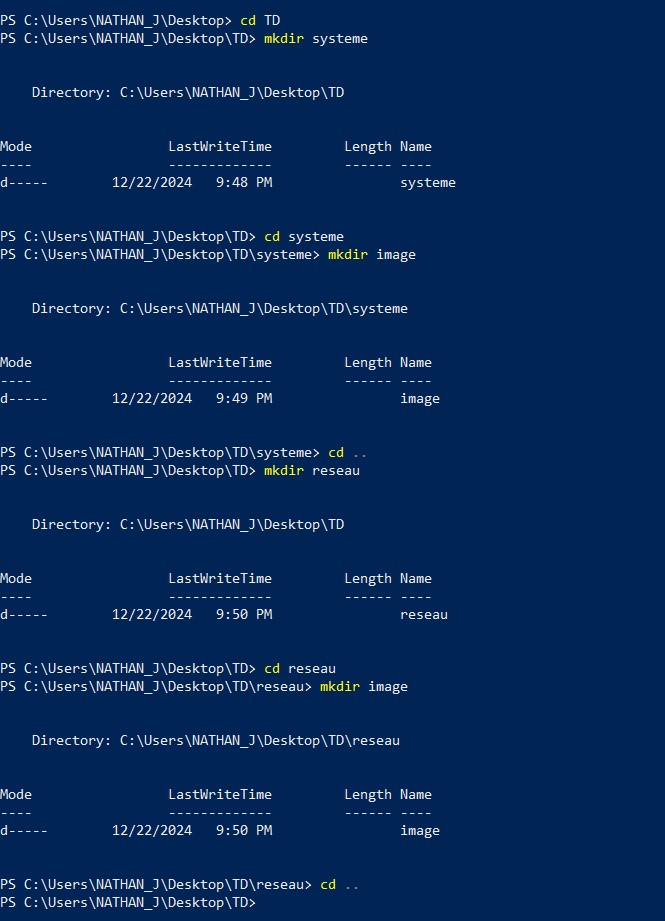 PS C:\Users\NATHAN_J\Desktop> cd TD
PS C:\Users\NATHAN_J\Desktop\TD> mkdir systeme
    Directory: C:\Users\NATHAN_J\Desktop\TD
Mode                 LastWriteTime         Length Name
----                 -------------         ------ ----
d-----        12/22/2024   9:48 PM                systeme
PS C:\Users\NATHAN_J\Desktop\TD> cd systeme
PS C:\Users\NATHAN_J\Desktop\TD\systeme> mkdir image
    Directory: C:\Users\NATHAN_J\Desktop\TD\systeme
Mode                 LastWriteTime         Length Name
----                 -------------         ------ ----
d-----        12/22/2024   9:49 PM                image
PS C:\Users\NATHAN_J\Desktop\TD\systeme> cd ..
PS C:\Users\NATHAN_J\Desktop\TD> mkdir reseau
    Directory: C:\Users\NATHAN_J\Desktop\TD
Mode                 LastWriteTime         Length Name
----                 -------------         ------ ----
d-----        12/22/2024   9:50 PM                reseau
PS C:\Users\NATHAN_J\Desktop\TD> cd reseau
PS C:\Users\NATHAN_J\Desktop\TD\reseau> mkdir image
    Directory: C:\Users\NATHAN_J\Desktop\TD\reseau
Mode                 LastWriteTime         Length Name
----                 -------------         ------ ----
d-----        12/22/2024   9:50 PM                image
PS C:\Users\NATHAN_J\Desktop\TD\reseau> cd ..
PS C:\Users\NATHAN_J\Desktop\TD>